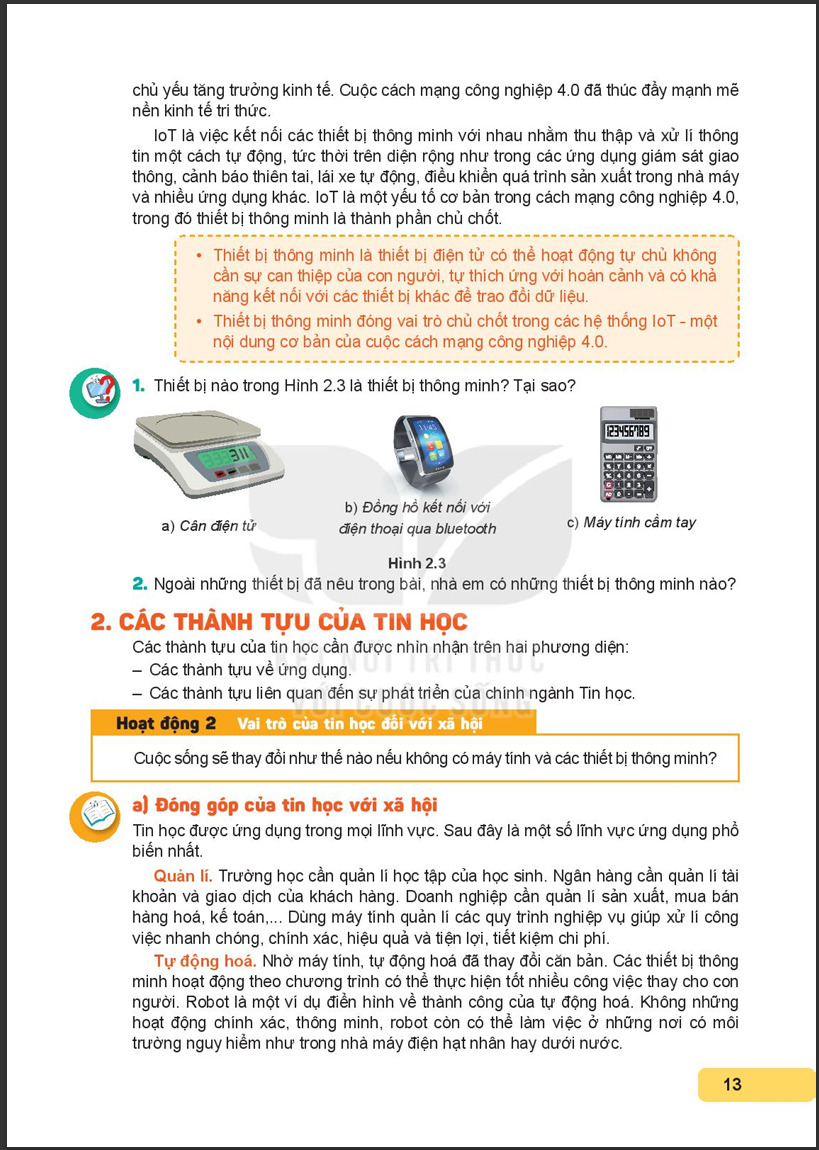 chủ yếu tăng trưởng kinh tế. Cuộc cách mạng công nghiệp 4.0 đã thúc đẩy mạnh mẽ
nền kinh tế tri thức.
IoT là việc kết nối các thiết bị thông minh với nhau nhằm thu thập và xử lí thông
tin một cách tự động, tức thời trên diện rộng như trong các ứng dụng giám sát giao
thông, cảnh báo thiên tai, lái xe tự động, điều khiển quá trình sản xuất trong nhà máy
và nhiều ứng dụng khác. IoT là một yếu tố cơ bản trong cách mạng công nghiệp 4.0,
trong đó thiết bị thông minh là thành phần chủ chốt.
• Thiết bị thông minh là thiết bị điện tử có thể hoạt động tự chủ không
cần sự can thiệp của con người, tự thích ứng với hoàn cảnh và có khả
năng kết nối với các thiết bị khác để trao đổi dữ liệu.
• Thiết bị thông minh đóng vai trò chủ chốt trong các hệ thống IoT - một
nội dung cơ bản của cuộc cách mạng công nghiệp 4.0.
?
1. Thiết bị nào trong Hình 2.3 là thiết bị thông minh? Tại sao?
123456789
a) Cân điện tử
b) Đồng hồ kết nối với
điện thoại qua bluetooth
c) Máy tính cầm tay
Hình 2.3
2. Ngoài những thiết bị đã nêu trong bài, nhà em có những thiết bị thông minh nào?
2. CÁC THÀNH TỰU CỦA TIN HỌC
Các thành tựu của tin học cần được nhìn nhận trên hai phương diện:
KẾT NỐI TRI THỨC
– Các thành tựu về ứng dụng.
– Các thành tựu liên quan đến sự phát triển của chính ngành Tin học.
VỚI CUỘC SỐNG
Hoạt động 2 Vai trò của tin học đối với xã hội
Cuộc sống sẽ thay đổi như thế nào nếu không có máy tính và các thiết bị thông minh?
a) Đóng góp của tin học với xã hội
Tin học được ứng dụng trong mọi lĩnh vực. Sau đây là một số lĩnh vực ứng dụng phổ
biến nhất.
Quản lí. Trường học cần quản lí học tập của học sinh. Ngân hàng cần quản lí tài
khoản và giao dịch của khách hàng. Doanh nghiệp cần quản lí sản xuất, mua bán
hàng hoá, kế toán,... Dùng máy tính quản lí các quy trình nghiệp vụ giúp xử lí công
việc nhanh chóng, chính xác, hiệu quả và tiện lợi, tiết kiệm chi phí.
Tự động hoá. Nhờ máy tính, tự động hoá đã thay đổi căn bản. Các thiết bị thông
minh hoạt động theo chương trình có thể thực hiện tốt nhiều công việc thay cho con
người. Robot là một ví dụ điển hình về thành công của tự động hoá. Không những
hoạt động chính xác, thông minh, robot còn có thể làm việc ở những nơi có môi
trường nguy hiểm như trong nhà máy điện hạt nhân hay dưới nước.
13